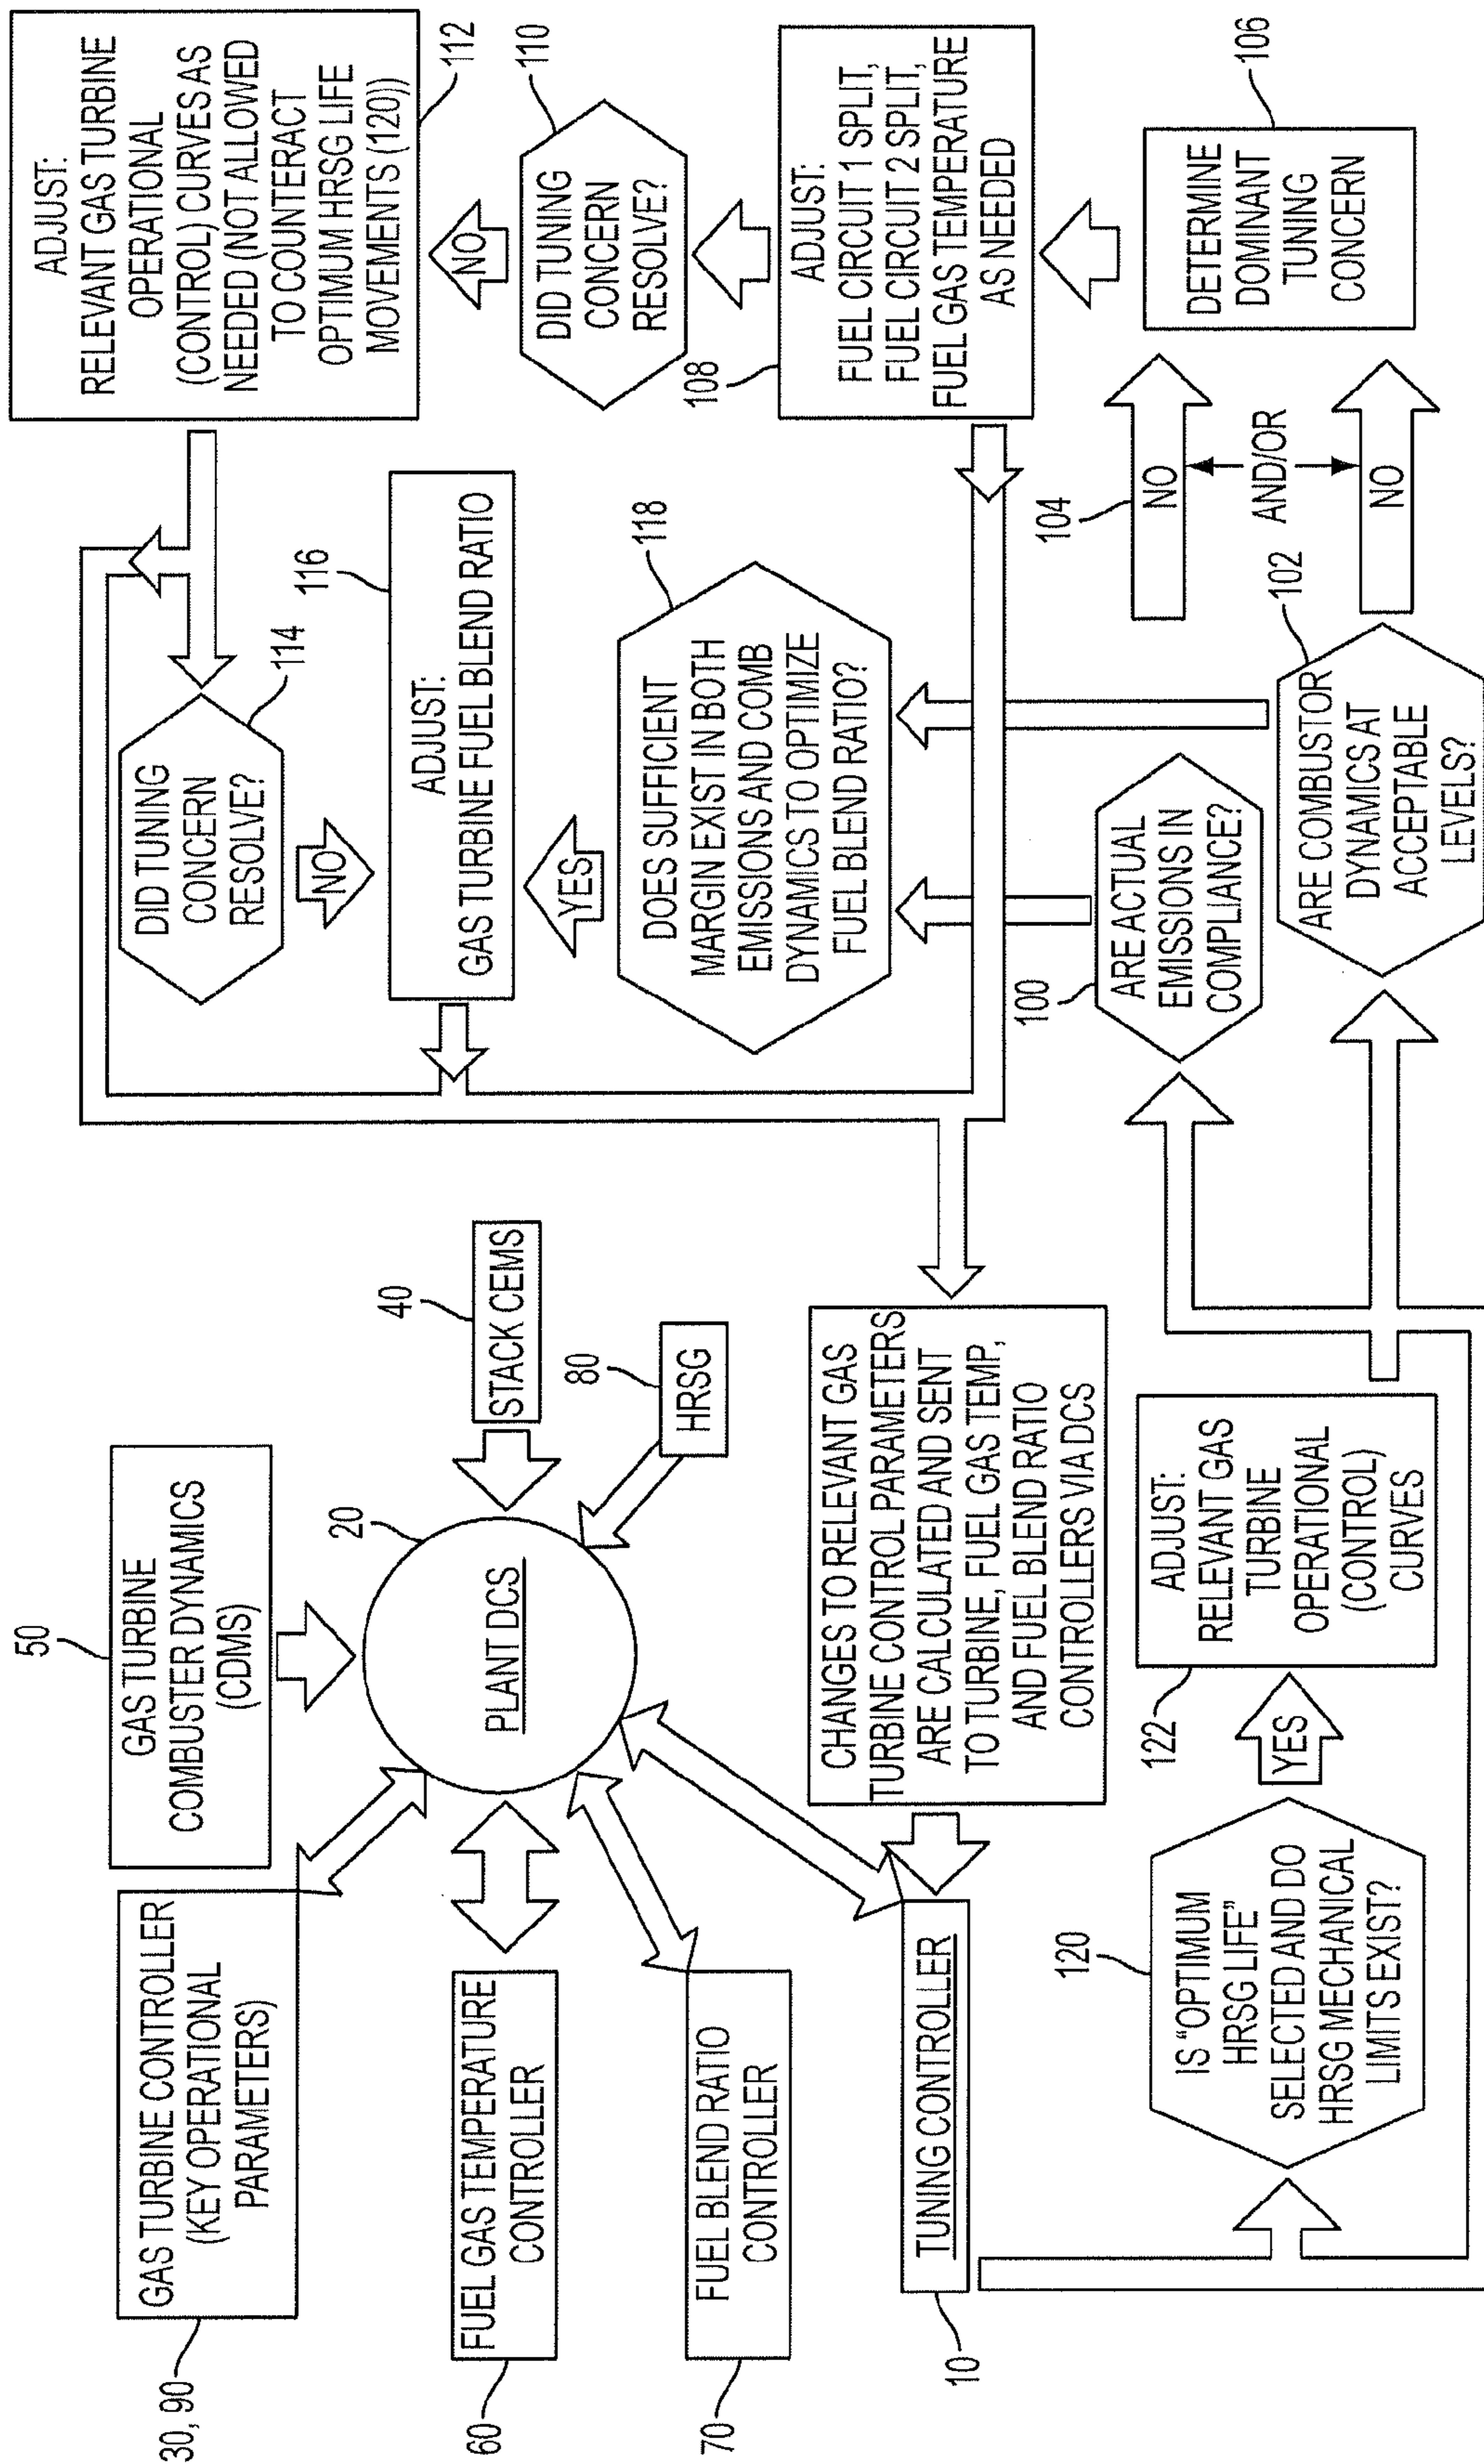 30, 90
GAS TURBINE CONTROLLER
(KEY OPERATIONAL
PARAMETERS)
50
GAS TURBINE
COMBUSTER DYNAMICS
(CDMS)
60
FUEL GAS TEMPERATURE
CONTROLLER
20
PLANT DCS
40
STACK CEMS
80
HRSG
70
FUEL BLEND RATIO
CONTROLLER
10
TUNING CONTROLLER
CHANGES TO RELEVANT GAS
TURBINE CONTROL PARAMETERS
ARE CALCULATED AND SENT
TO TURBINE, FUEL GAS TEMP,
AND FUEL BLEND RATIO
CONTROLLERS VIA DCS
120
IS "OPTIMUM
HRSG LIFE"
SELECTED AND DO
HRSG MECHANICAL
LIMITS EXIST?
YES
122
ADJUST:
RELEVANT GAS
TURBINE
OPERATIONAL
(CONTROL)
CURVES
100
ARE ACTUAL
EMISSIONS IN
COMPLIANCE?
102
ARE COMBUSTOR
DYNAMICS AT
ACCEPTABLE
LEVELS?
104
NO
AND/OR
NO
106
DETERMINE
DOMINANT
TUNING
CONCERN
108
ADJUST:
FUEL CIRCUIT 1 SPLIT,
FUEL CIRCUIT 2 SPLIT,
FUEL GAS TEMPERATURE
AS NEEDED
110
DID TUNING
CONCERN
RESOLVE?
NO
112
ADJUST:
RELEVANT GAS TURBINE
OPERATIONAL
(CONTROL) CURVES AS
NEEDED (NOT ALLOWED
TO COUNTERACT
OPTIMUM HRSG LIFE
MOVEMENTS (120))
114
DID TUNING
CONCERN
RESOLVE?
NO
116
ADJUST:
GAS TURBINE FUEL BLEND RATIO
YES
118
DOES SUFFICIENT
MARGIN EXIST IN BOTH
EMISSIONS AND COMB
DYNAMICS TO OPTIMIZE
FUEL BLEND RATIO?